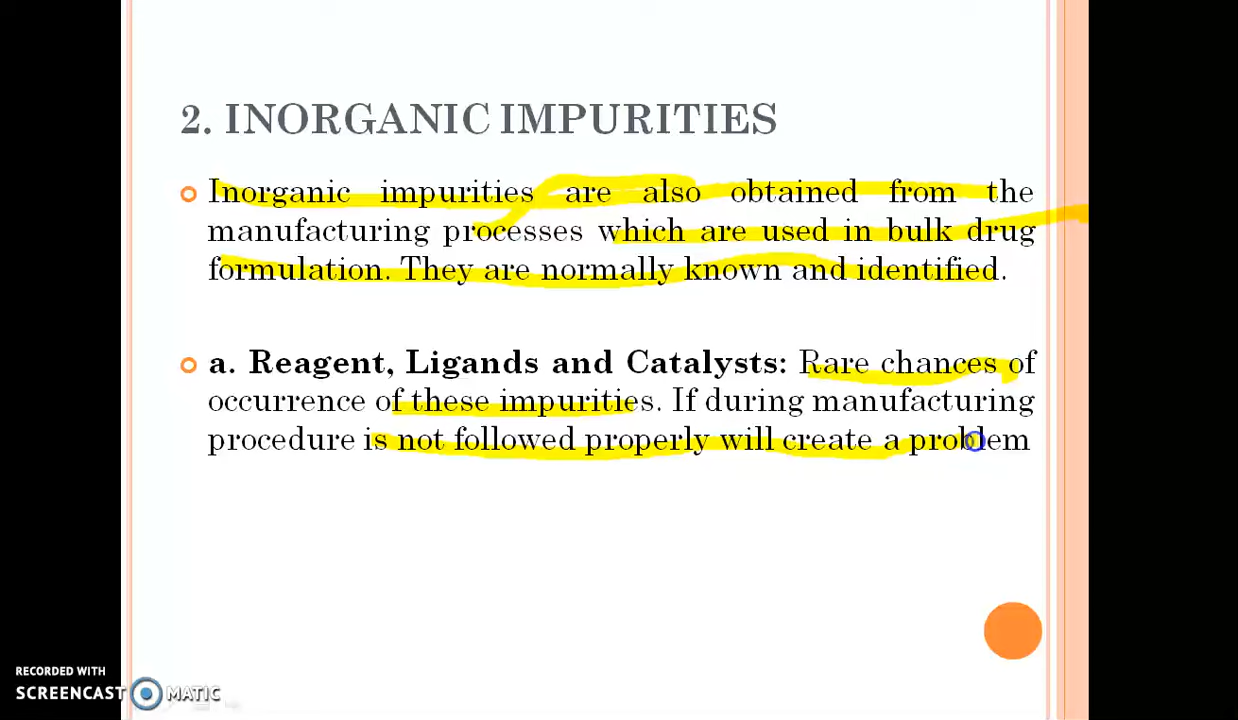 2. INORGANIC IMPURITIES
Inorganic impurities are also obtained from the
manufacturing processes which are used in bulk drug
formulation. They are normally known and identified.
a. Reagent, Ligands and Catalysts: Rare chances of
occurrence of these impurities. If during manufacturing
procedure is not followed properly will create a problem
RECORDED WITH
SCREENCAST MATIC